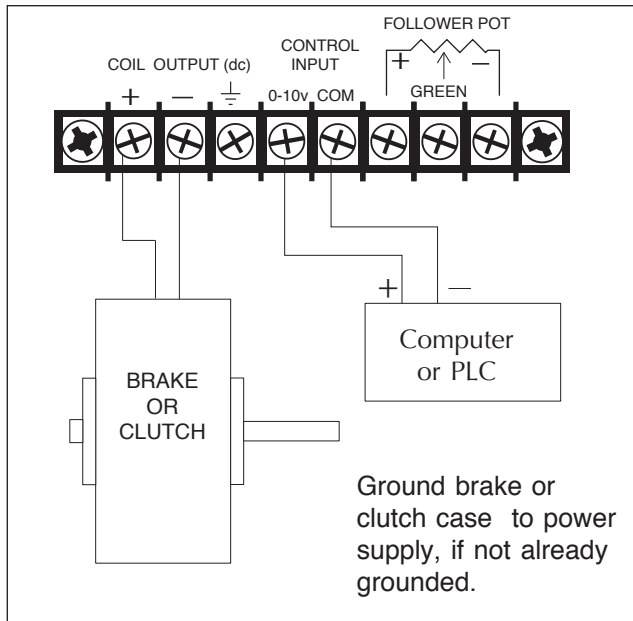 FOLLOWER POT
COIL OUTPUT (dc)
CONTROL
INPUT
+ —
GREEN
+ —
0-10v COM
+ —
Computer
or PLC
BRAKE
OR
CLUTCH
Ground brake or
clutch case to power
supply, if not already
grounded.